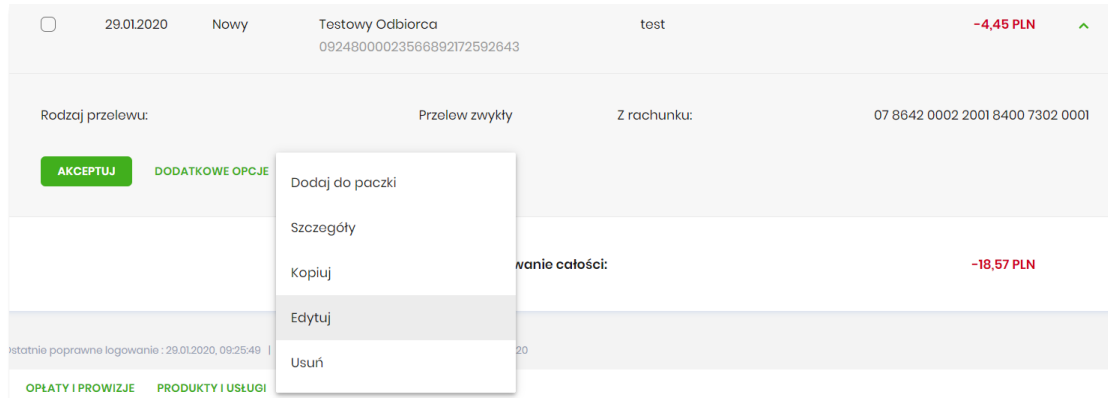 29.01.2020 Nowy Testowy Odbiorca test -4,45 PLN
09248000023566892172592643
Rodzaj przelewu: Przelew zwykły Z rachunku: 07 8642 0002 2001 8400 7302 0001
AKCEPTUJ DODATKOWE OPCJE
Dodaj do paczki
Szczegóły
Kopiuj
wanie całości: -18,57 PLN
Edytuj
statnie poprawne logowanie : 29.01.2020, 09:25:49 | 20
Usuń
OPŁATY I PROWIZJE PRODUKTY I USŁUGI